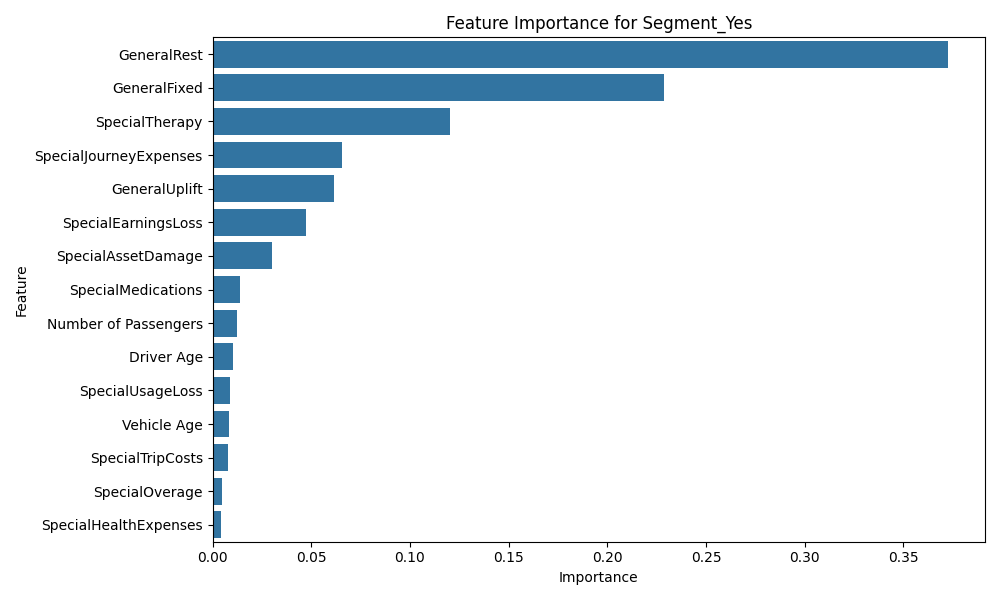 Feature Importance for Segment_Yes
GeneralRest
GeneralFixed
SpecialTherapy
SpecialJourneyExpenses
GeneralUplift
SpecialEarningsLoss
SpecialAssetDamage
SpecialMedications
Number of Passengers
Driver Age
SpecialUsageLoss
Vehicle Age
SpecialTripCosts
SpecialOverage
SpecialHealthExpenses
Feature
0.00 0.05 0.10 0.15 0.20 0.25 0.30 0.35
Importance